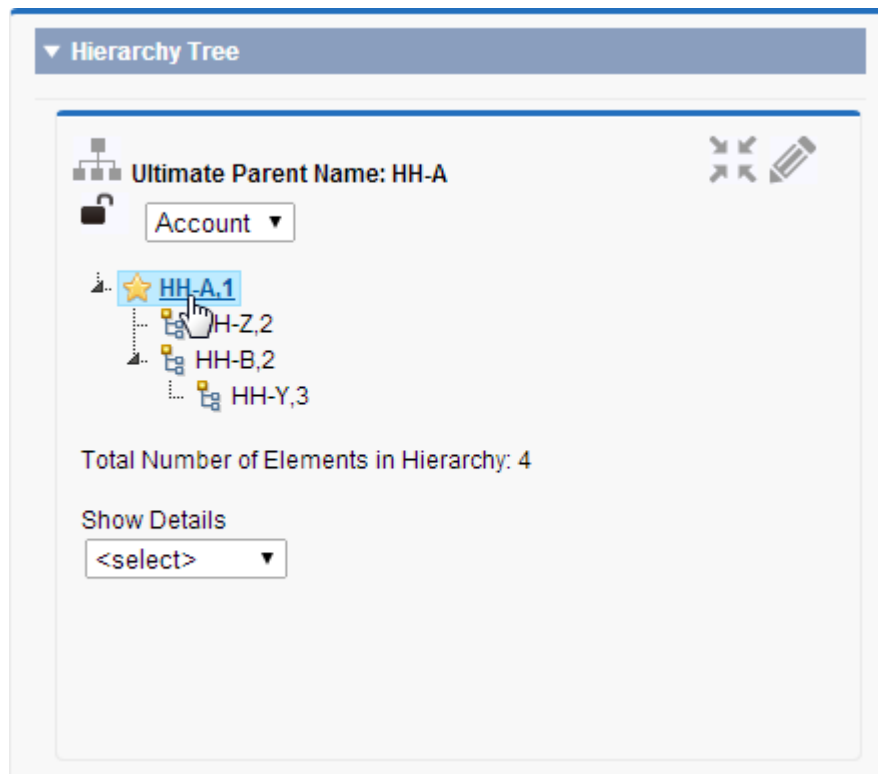 Hierarchy Tree
Ultimate Parent Name: HH-A
Account
HH-A,1
H-Z,2
HH-B,2
HH-Y,3
Total Number of Elements in Hierarchy: 4
Show Details
<select>